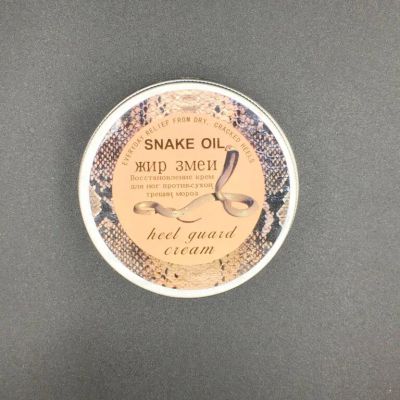 EVERYDAY RELIEF FROM DRY, CRACKED HEELS
SNAKE OIL
жир змеи
Восстановление крем
для ног против.сухой
трещин мороз
heel guard
cream